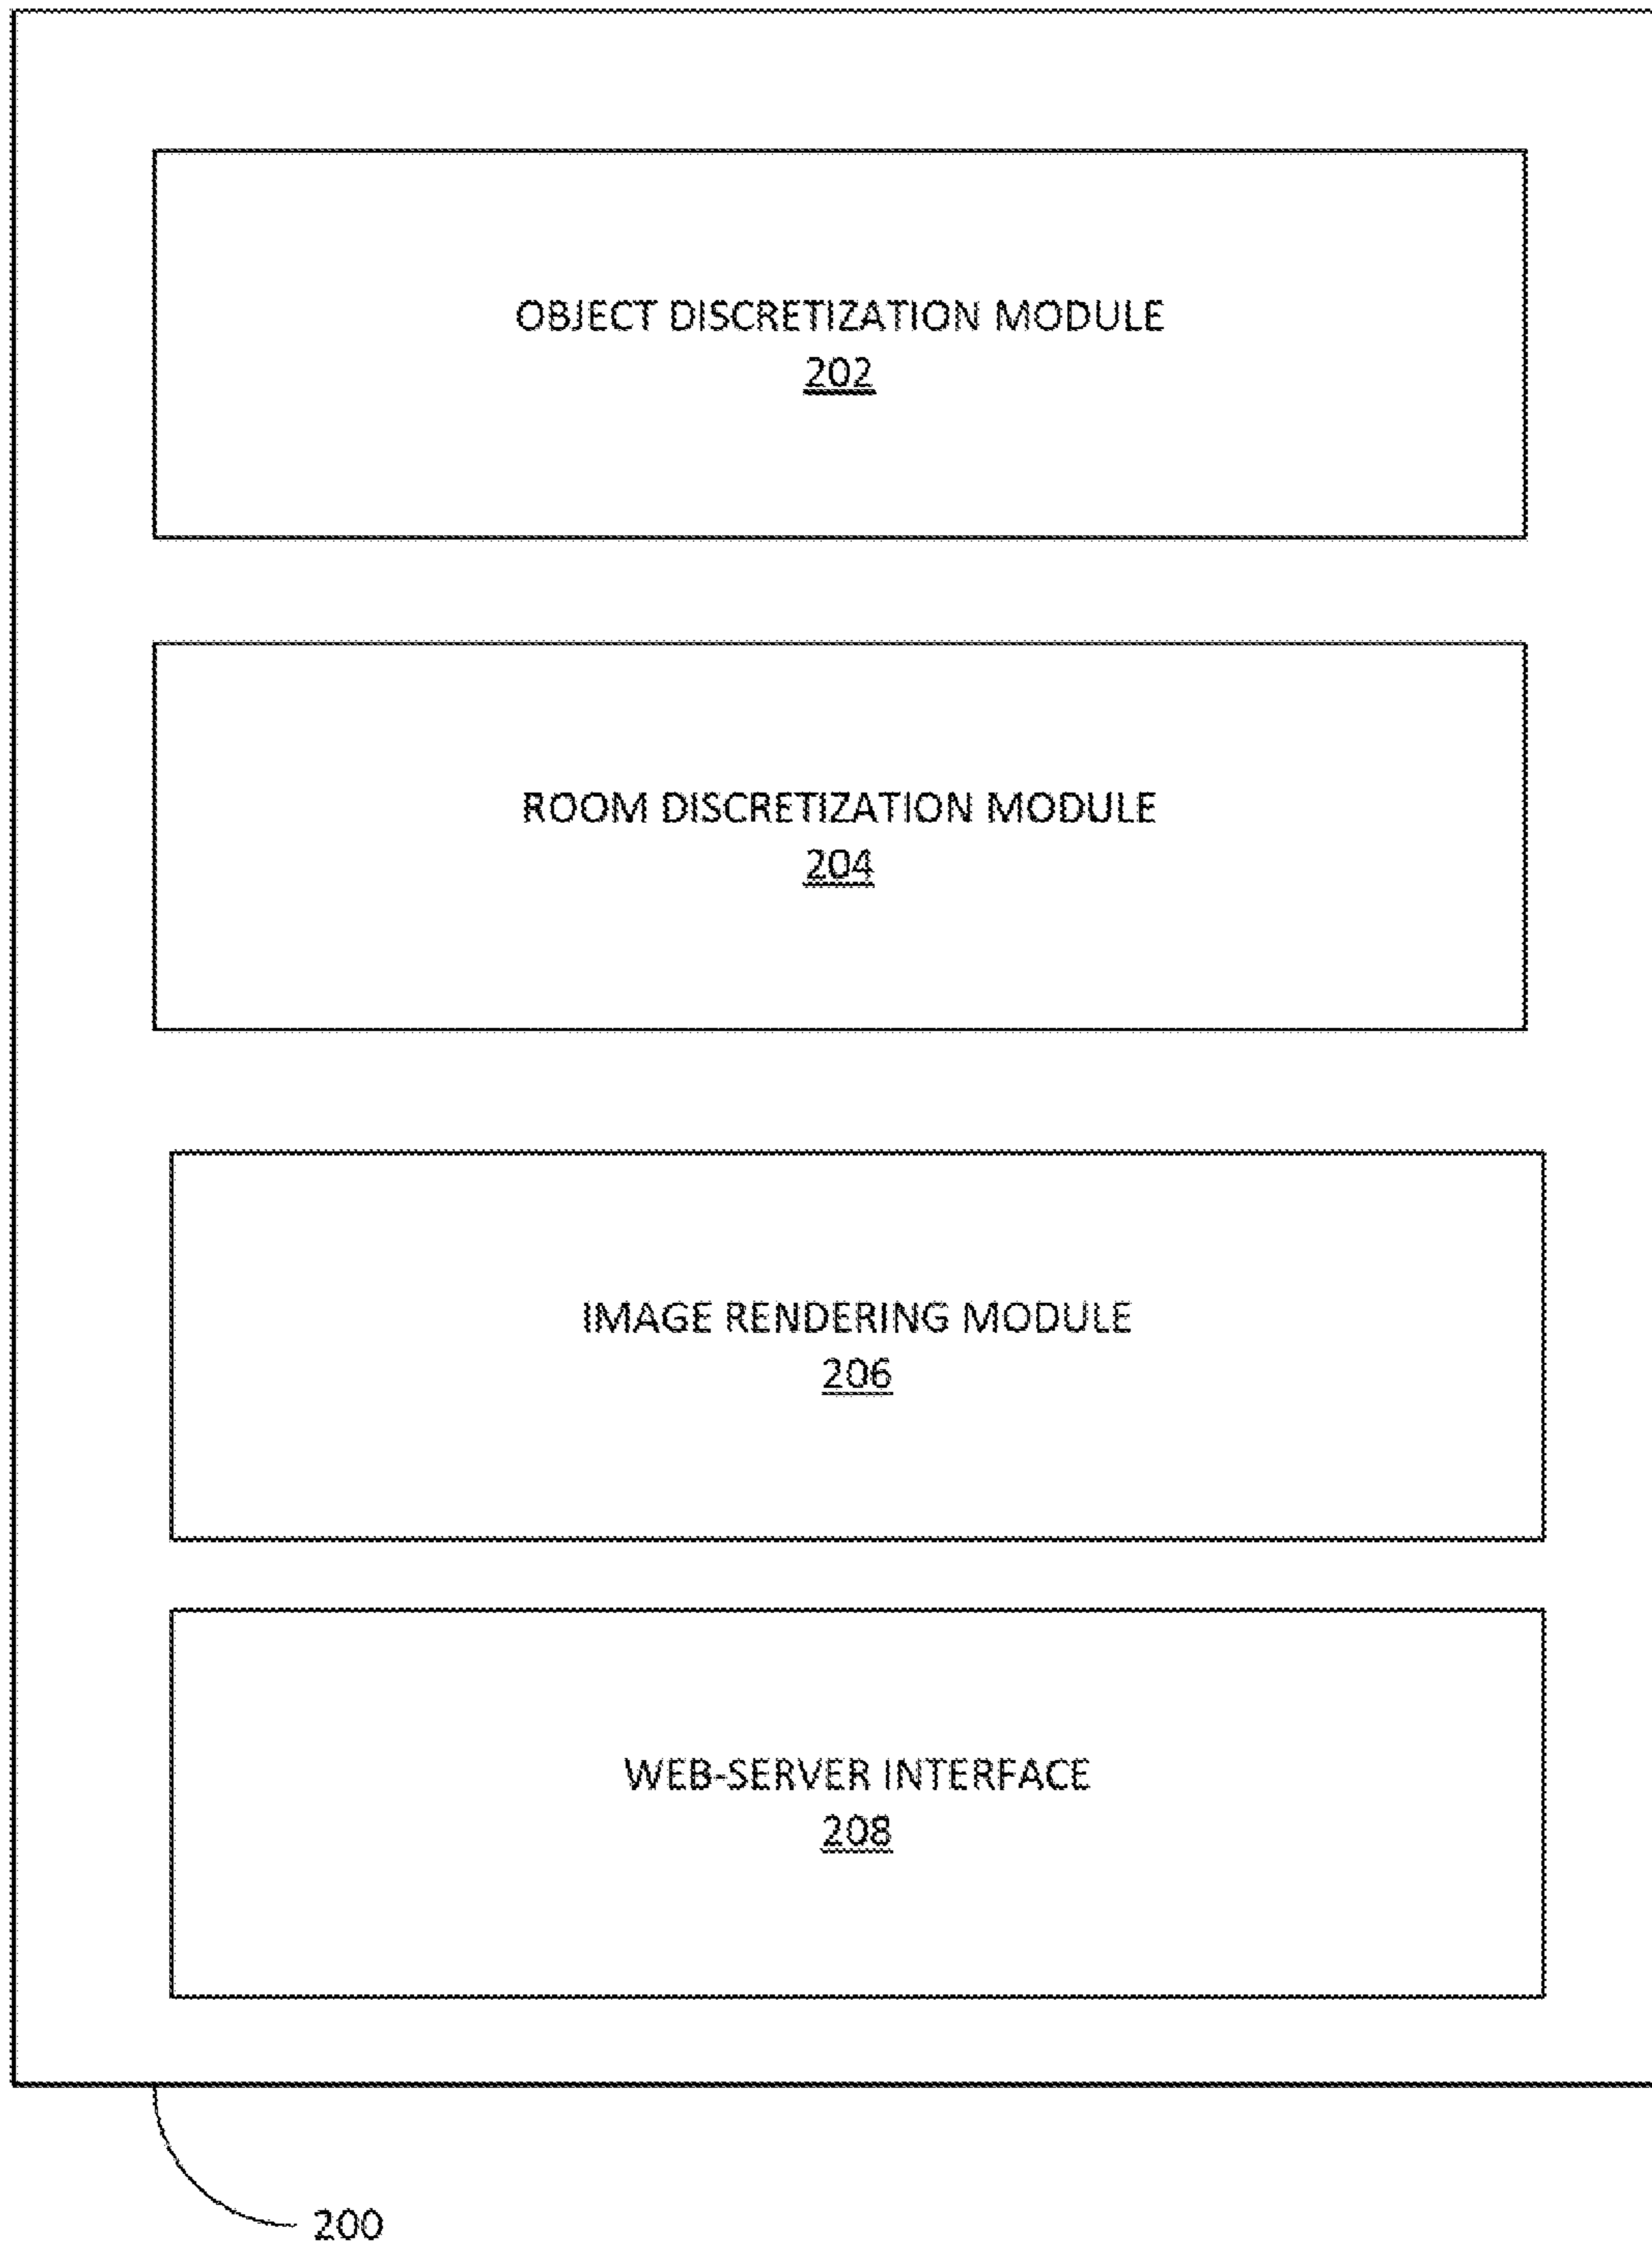 OBJECT DISCRETIZATION MODULE
202
ROOM DISCRETIZATION MODULE
204
IMAGE RENDERING MODULE
206
WEB-SERVER INTERFACE
208
200